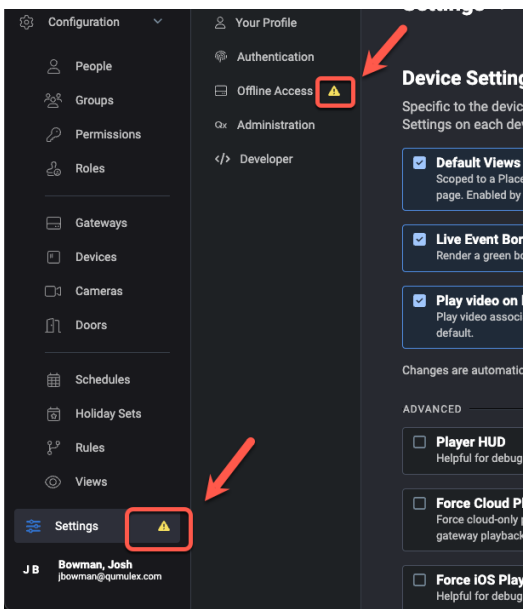 Configuration
People
Groups
Permissions
Roles
Gateways
Devices
Cameras
Doors
Schedules
Holiday Sets
Rules
Views
Settings
J B
Bowman, Josh
jbowman@qumulex.com
Your Profile
Authentication
Offline Access
Qx Administration
</> Developer
Settings
Device Setting
Specific to the devic
Settings on each dev
Default Views
Scoped to a Place
page. Enabled by
Live Event Bor
Render a green bo
Play video on
Play video associ
default.
Changes are automatic
ADVANCED
Player HUD
Helpful for debug
Force Cloud Pl
Force cloud-only p
gateway playback
Force iOS Play
Helpful for debug